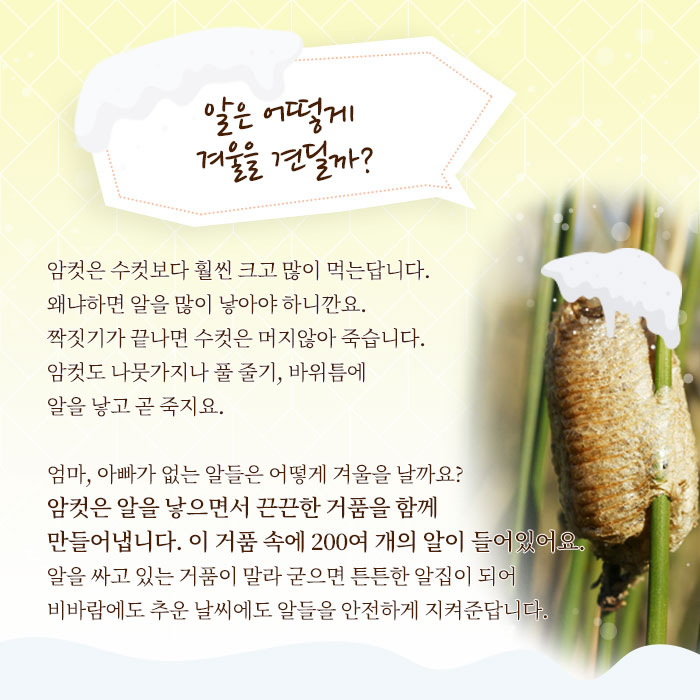 알은 어떻게
겨울을 견딜까?
암컷은 수컷보다 훨씬 크고 많이 먹는답니다.
왜냐하면 알을 많이 낳아야 하니깐요.
짝짓기가 끝나면 수컷은 머지않아 죽습니다.
암컷도 나뭇가지나 풀 줄기, 바위틈에
알을 낳고 곧 죽지요.
엄마, 아빠가 없는 알들은 어떻게 겨울을 날까요?
암컷은 알을 낳으면서 끈끈한 거품을 함께
만들어냅니다. 이 거품 속에 200여 개의 알이 들어있어요.
알을 싸고 있는 거품이 말라 굳으면 튼튼한 알집이 되어
비바람에도 추운 날씨에도 알들을 안전하게 지켜준답니다.